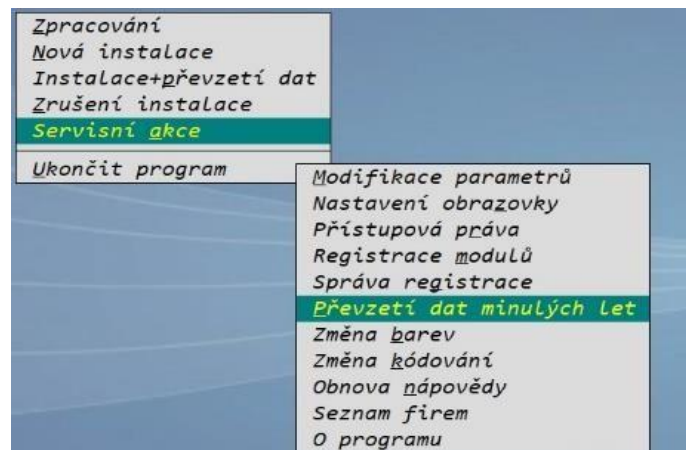 Zpracování
Nová instalace
Instalace+převzetí dat
Zrušení instalace
Servisní akce
Ukončit program
Modifikace parametrů
Nastavení obrazovky
Přístupová práva
Registrace modulů
Správa registrace
Převzetí dat minulých let
Změna barev
Změna kódování
Obnova nápovědy
Seznam firem
O programu